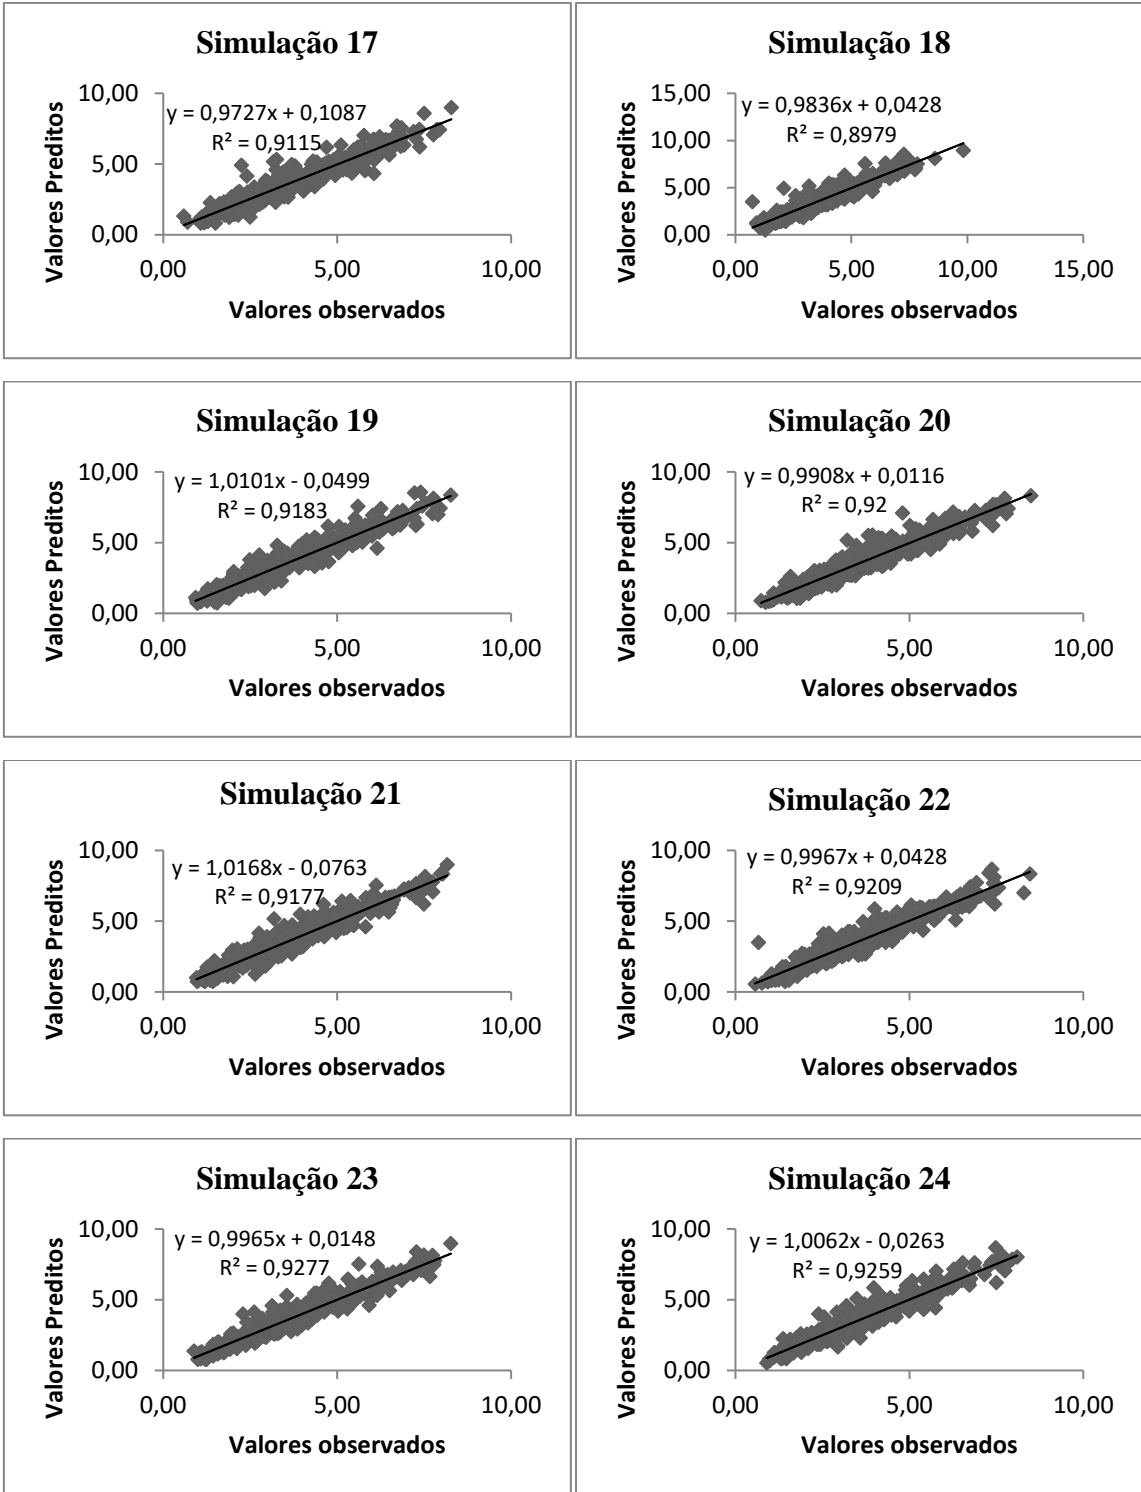 Simulação 17
Valores Preditos
10,00
5,00
0,00
y = 0,9727x + 0,1087
R² = 0,9115
0,00 5,00 10,00
Valores observados
Simulação 18
Valores Preditos
15,00
10,00
5,00
0,00
y = 0,9836x + 0,0428
R² = 0,8979
0,00 5,00 10,00 15,00
Valores observados
Simulação 19
Valores Preditos
10,00
5,00
0,00
y = 1,0101x - 0,0499
R² = 0,9183
0,00 5,00 10,00
Valores observados
Simulação 20
Valores Preditos
10,00
5,00
0,00
y = 0,9908x + 0,0116
R² = 0,92
0,00 5,00 10,00
Valores observados
Simulação 21
Valores Preditos
10,00
5,00
0,00
y = 1,0168x - 0,0763
R² = 0,9177
0,00 5,00 10,00
Valores observados
Simulação 22
Valores Preditos
10,00
5,00
0,00
y = 0,9967x + 0,0428
R² = 0,9209
0,00 5,00 10,00
Valores observados
Simulação 23
Valores Preditos
10,00
5,00
0,00
y = 0,9965x + 0,0148
R² = 0,9277
0,00 5,00 10,00
Valores observados
Simulação 24
Valores Preditos
10,00
5,00
0,00
y = 1,0062x - 0,0263
R² = 0,9259
0,00 5,00 10,00
Valores observados